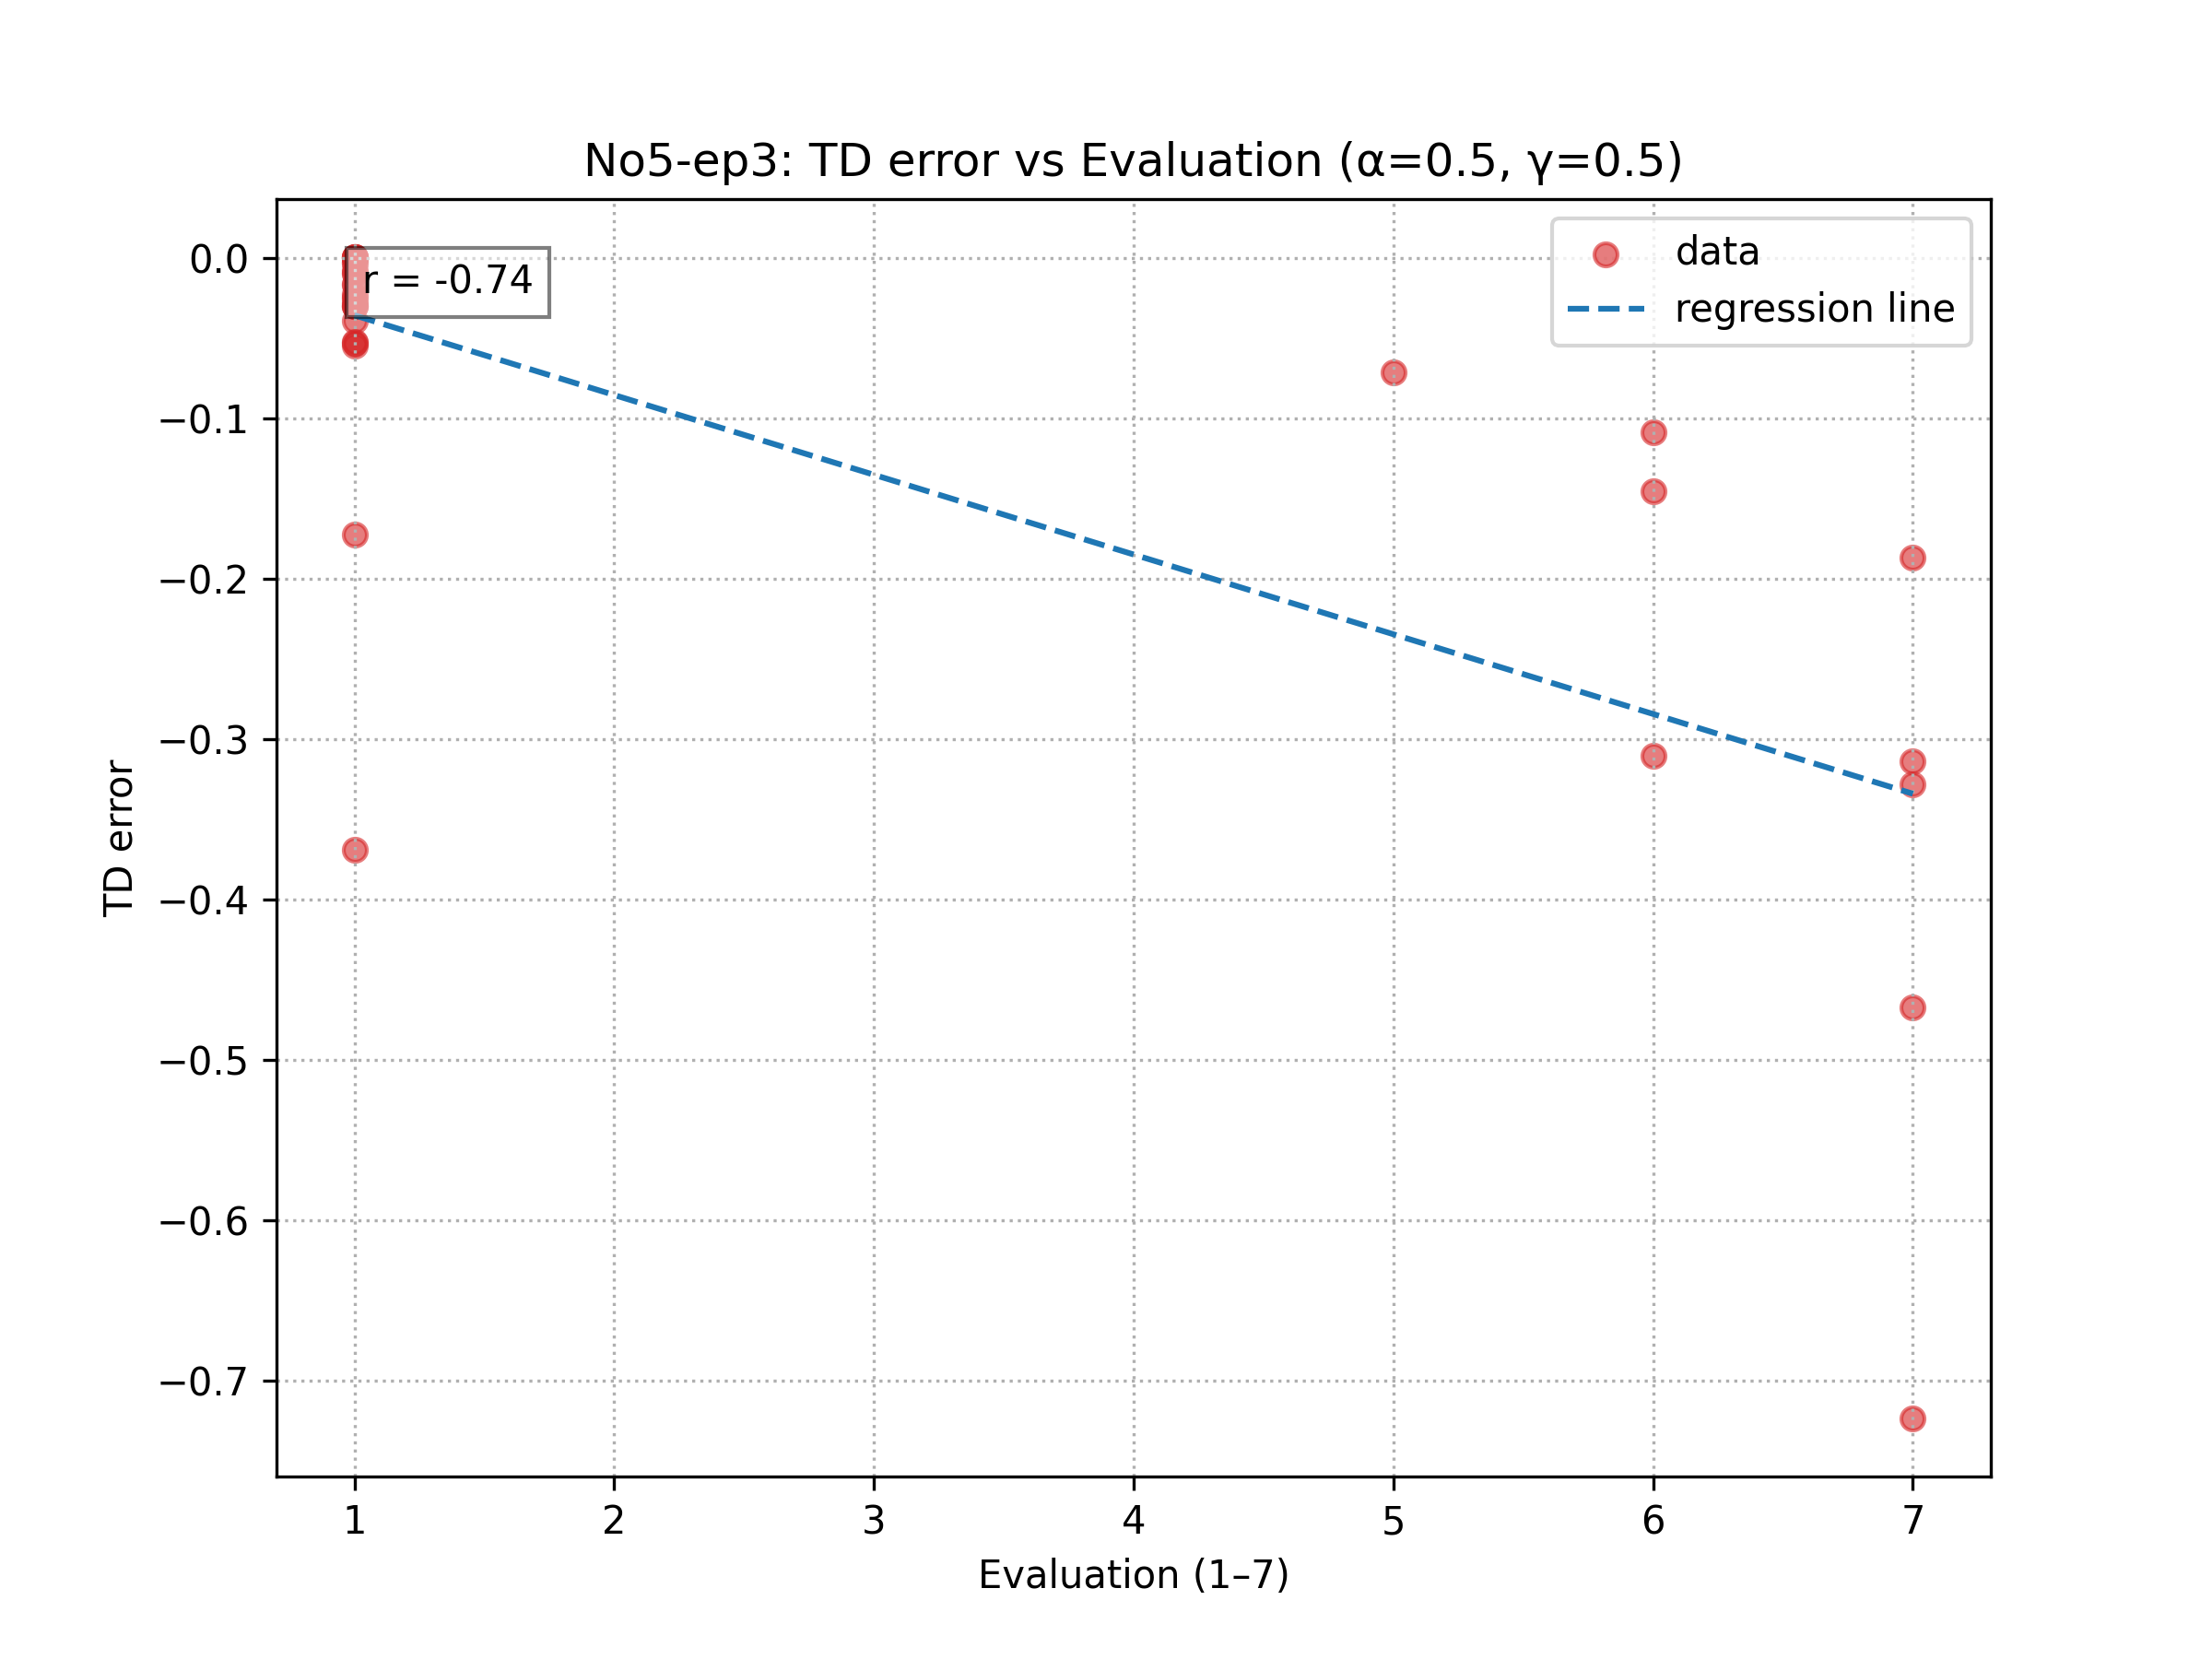 No5-ep3: TD error vs Evaluation (α=0.5, γ=0.5)
data
regression line
r = -0.74
0.0
−0.1
−0.2
−0.3
−0.4
−0.5
−0.6
−0.7
TD error
1 2 3 4 5 6 7
Evaluation (1–7)